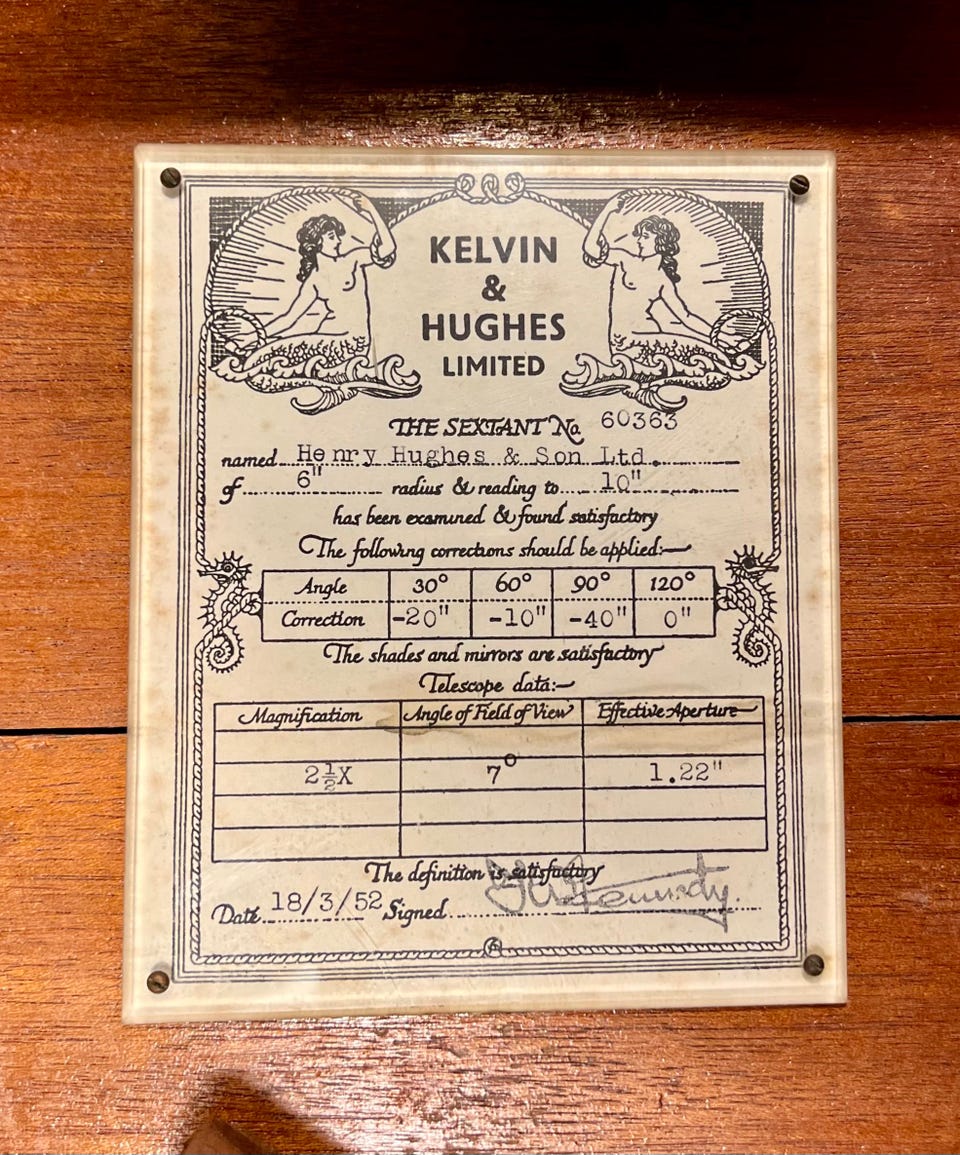 KELVIN
&
HUGHES
LIMITED
THE SEXTANT No. 60363
named Henry Hughes & Son Ltd.
of 6" radius & reading to 10"
has been examined & found satisfactory
The following corrections should be applied:—
Angle 30° 60° 90° 120°
Correction -20" -10" -40" 0"
The shades and mirrors are satisfactory
Telescope data:—
Magnification Angle of Field of View Effective Aperture
2½X 7° 1.22"
The definition is satisfactory
Date 18/3/52 Signed Kennedy.